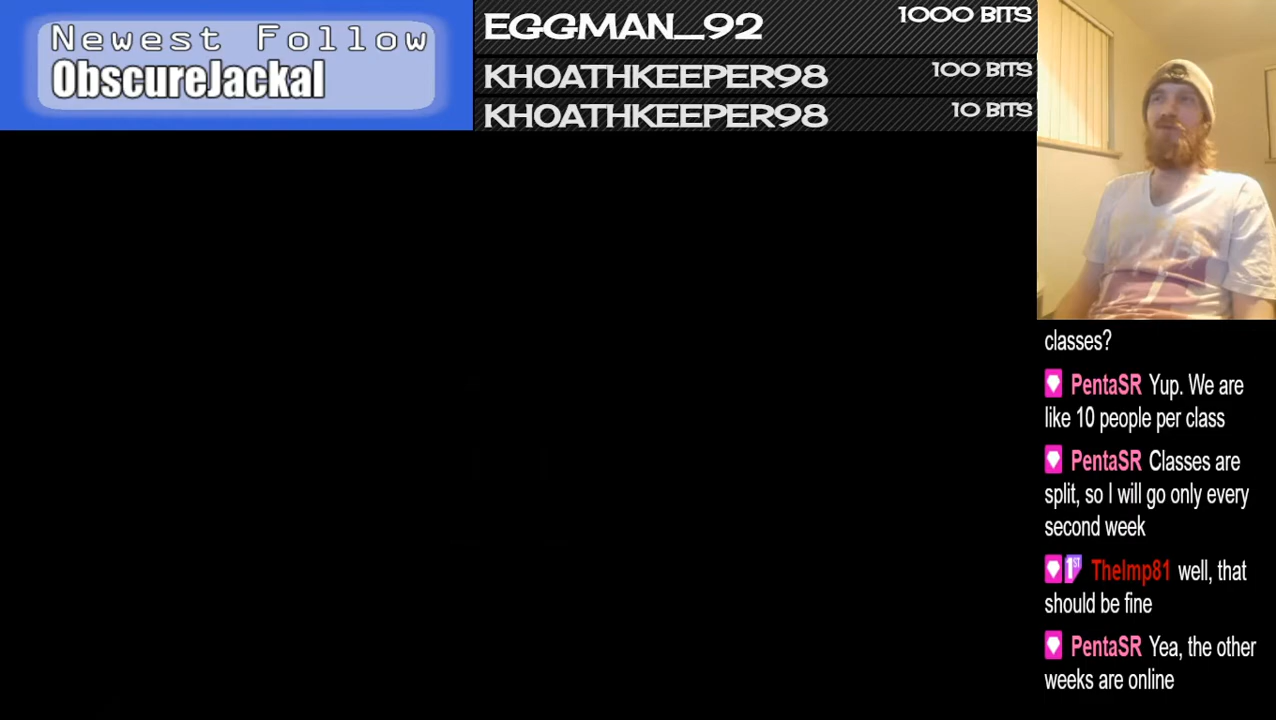 Newest Follow
ObscureJackal
EGGMAN_92 1000 BITS
KHOATHKEEPER98 100 BITS
KHOATHKEEPER98 10 BITS
classes?
PentaSR Yup. We are
like 10 people per class
PentaSR Classes are
split, so I will go only every
second week
1ST TheImp81 well, that
should be fine
PentaSR Yea, the other
weeks are online